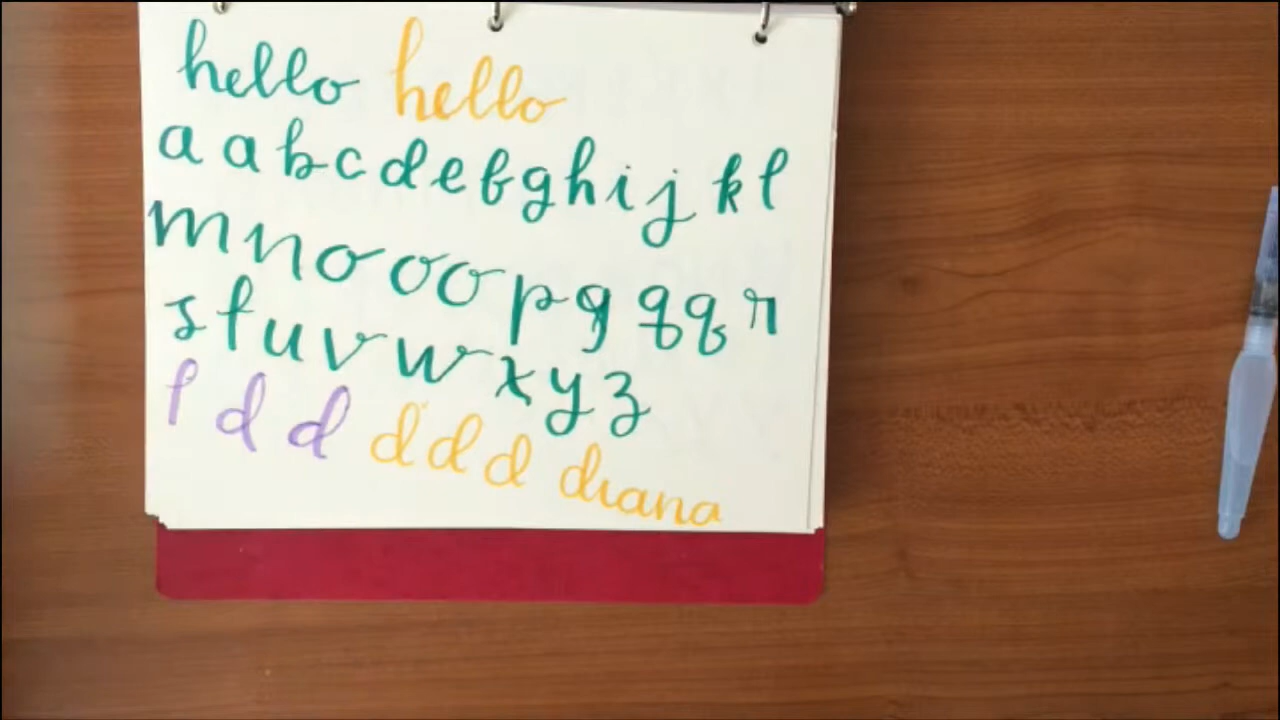 hello hello
a a b c d e f g h i j k l
m n o o o p q q q r
s t u v w x y z
l d d d d d diana